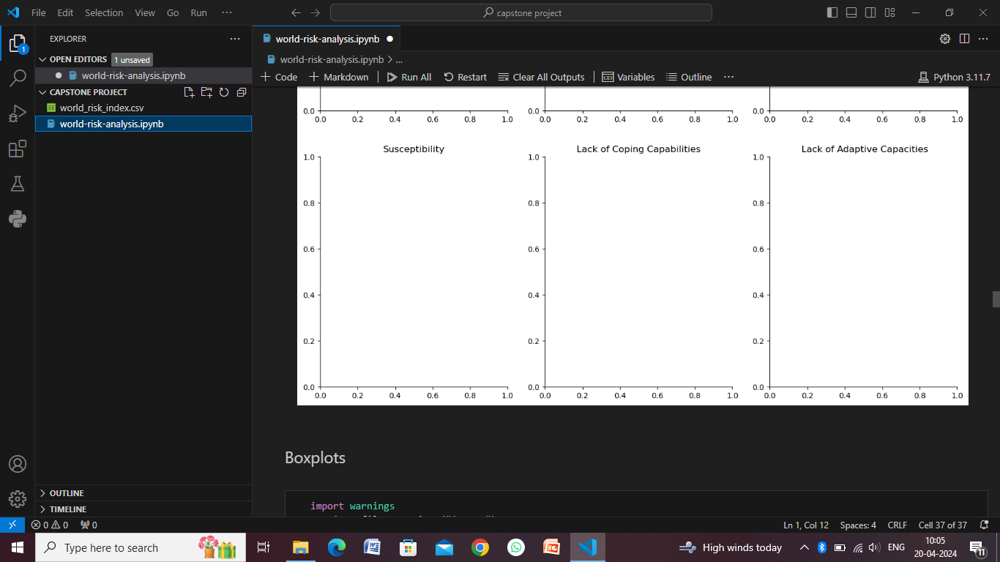 File Edit Selection View Go Run ···
capstone project
EXPLORER ···
world-risk-analysis.ipynb
OPEN EDITORS 1 unsaved
world-risk-analysis.ipynb
world-risk-analysis.ipynb > ...
+ Code + Markdown Run All Restart Clear All Outputs Variables Outline ··· Python 3.11.7
CAPSTONE PROJECT
world_risk_index.csv
world-risk-analysis.ipynb
1
0.0 0.0 0.0
0.0 0.2 0.4 0.6 0.8 1.0 0.0 0.2 0.4 0.6 0.8 1.0 0.0 0.2 0.4 0.6 0.8 1.0
Susceptibility Lack of Coping Capabilities Lack of Adaptive Capacities
1.0 1.0 1.0
0.8 0.8 0.8
0.6 0.6 0.6
0.4 0.4 0.4
0.2 0.2 0.2
0.0 0.0 0.0
0.0 0.2 0.4 0.6 0.8 1.0 0.0 0.2 0.4 0.6 0.8 1.0 0.0 0.2 0.4 0.6 0.8 1.0
Boxplots
import warnings
OUTLINE
TIMELINE
0 0 0 Ln 1, Col 12 Spaces: 4 CRLF Cell 37 of 37
Type here to search High winds today ENG 10:05
20-04-2024 11